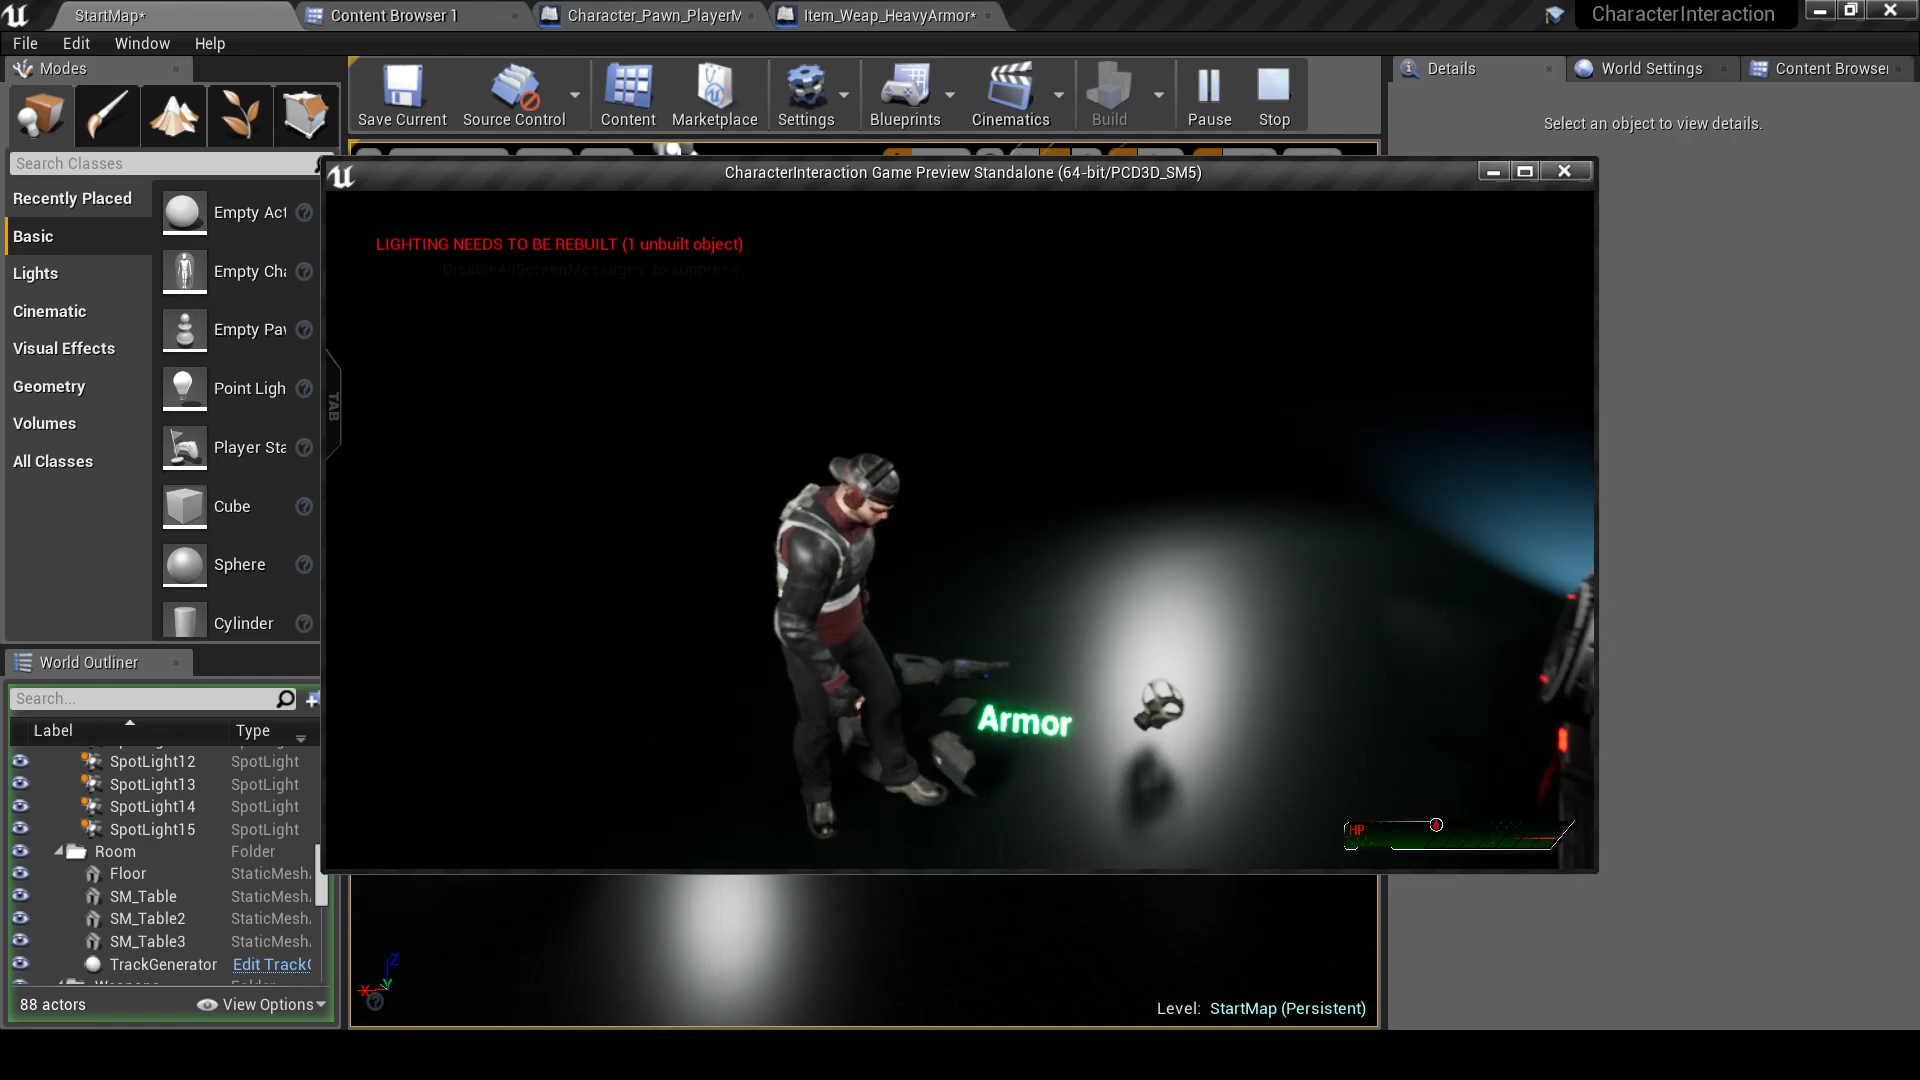 StartMap*
Content Browser 1
Character_Pawn_PlayerM
Item_Weap_HeavyArmor*
CharacterInteraction
File
Edit
Window
Help
Modes
Save Current
Source Control
Content
Marketplace
Settings
Blueprints
Cinematics
Build
Pause
Stop
Details
World Settings
Content Browser
Select an object to view details.
Search Classes
Recently Placed
Basic
Lights
Cinematic
Visual Effects
Geometry
Volumes
All Classes
Empty Act
Empty Cha
Empty Pav
Point Ligh
Player Sta
Cube
Sphere
Cylinder
CharacterInteraction Game Preview Standalone (64-bit/PCD3D_SM5)
LIGHTING NEEDS TO BE REBUILT (1 unbuilt object)
'DisableAllScreenMessages' to suppress
TAB
Armor
HP
World Outliner
Search...
Label
Type
SpotLight12
SpotLight
SpotLight13
SpotLight
SpotLight14
SpotLight
SpotLight15
SpotLight
Room
Folder
Floor
StaticMesh
SM_Table
StaticMesh
SM_Table2
StaticMesh
SM_Table3
StaticMesh
TrackGenerator
Edit Track
88 actors
View Options
Z
X
Y
Level: StartMap (Persistent)